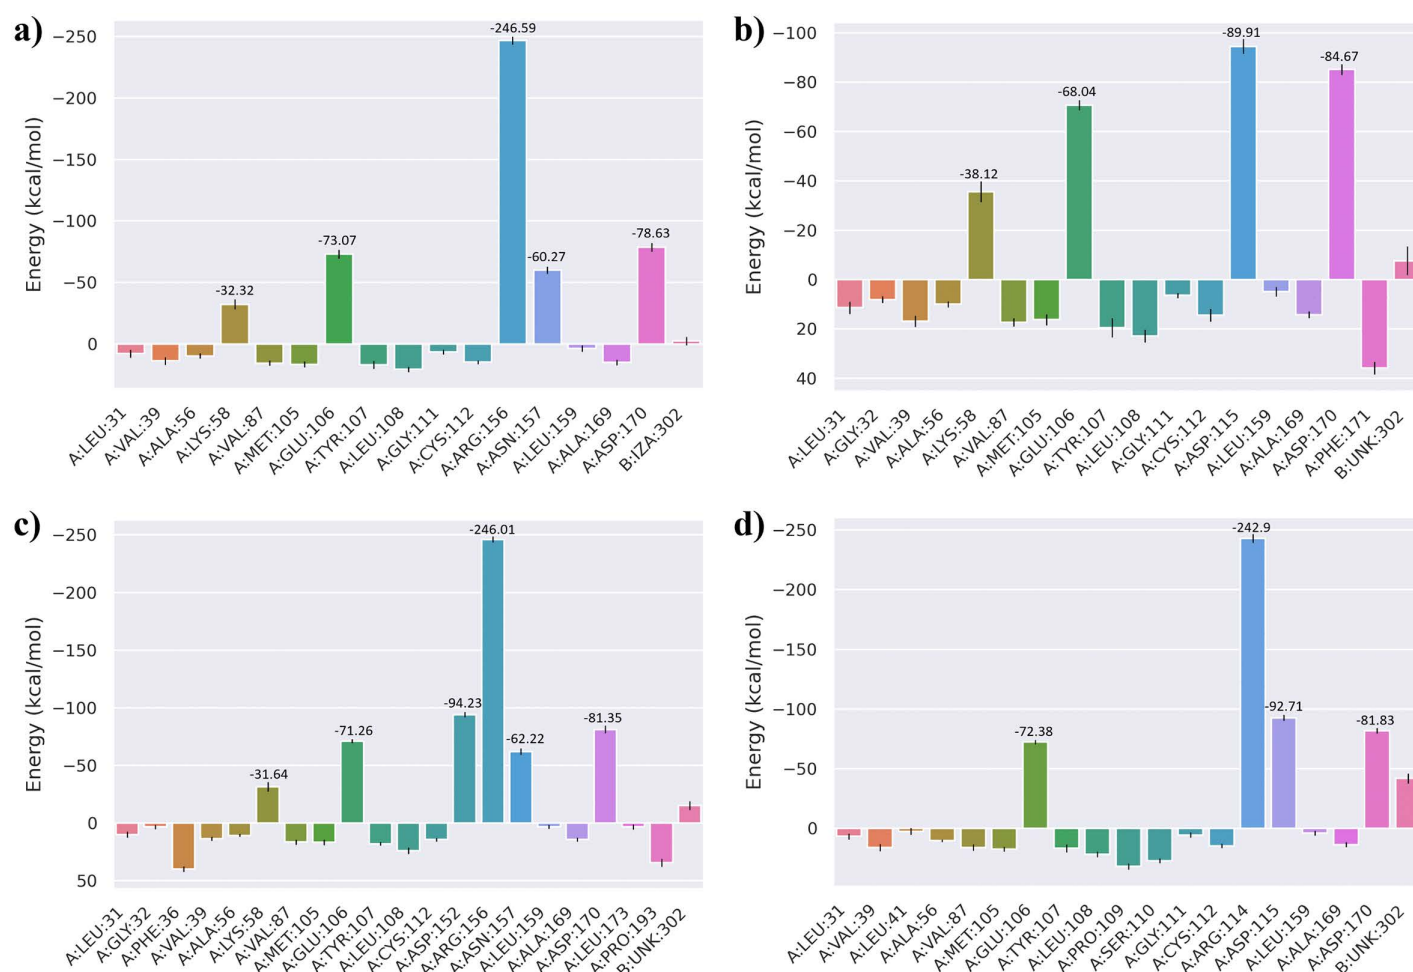 a)
Energy (kcal/mol)
−250
−200
−150
−100
−50
0
-32.32
-73.07
-246.59
-60.27
-78.63
A:LEU:31
A:VAL:39
A:ALA:56
A:LYS:58
A:VAL:87
A:MET:105
A:GLU:106
A:TYR:107
A:LEU:108
A:GLY:111
A:CYS:112
A:ARG:156
A:ASN:157
A:LEU:159
A:ALA:169
A:ASP:170
B:IZA:302
b)
Energy (kcal/mol)
−100
−80
−60
−40
−20
0
20
40
-38.12
-68.04
-89.91
-84.67
A:LEU:31
A:GLY:32
A:VAL:39
A:ALA:56
A:LYS:58
A:VAL:87
A:MET:105
A:GLU:106
A:TYR:107
A:LEU:108
A:GLY:111
A:CYS:112
A:ASP:115
A:LEU:159
A:ALA:169
A:ASP:170
A:PHE:171
B:UNK:302
c)
Energy (kcal/mol)
−250
−200
−150
−100
−50
0
50
-31.64
-71.26
-94.23
-246.01
-62.22
-81.35
A:LEU:31
A:GLY:32
A:PHE:36
A:VAL:39
A:ALA:56
A:LYS:58
A:VAL:87
A:MET:105
A:GLU:106
A:TYR:107
A:LEU:108
A:CYS:112
A:ASP:152
A:ARG:156
A:ASN:157
A:LEU:159
A:ALA:169
A:ASP:170
A:LEU:173
A:PRO:193
B:UNK:302
d)
Energy (kcal/mol)
−250
−200
−150
−100
−50
0
-72.38
-242.9
-92.71
-81.83
A:LEU:31
A:VAL:39
A:LEU:41
A:ALA:56
A:VAL:87
A:MET:105
A:GLU:106
A:TYR:107
A:LEU:108
A:PRO:109
A:SER:110
A:GLY:111
A:CYS:112
A:ARG:114
A:ASP:115
A:LEU:159
A:ALA:169
A:ASP:170
B:UNK:302